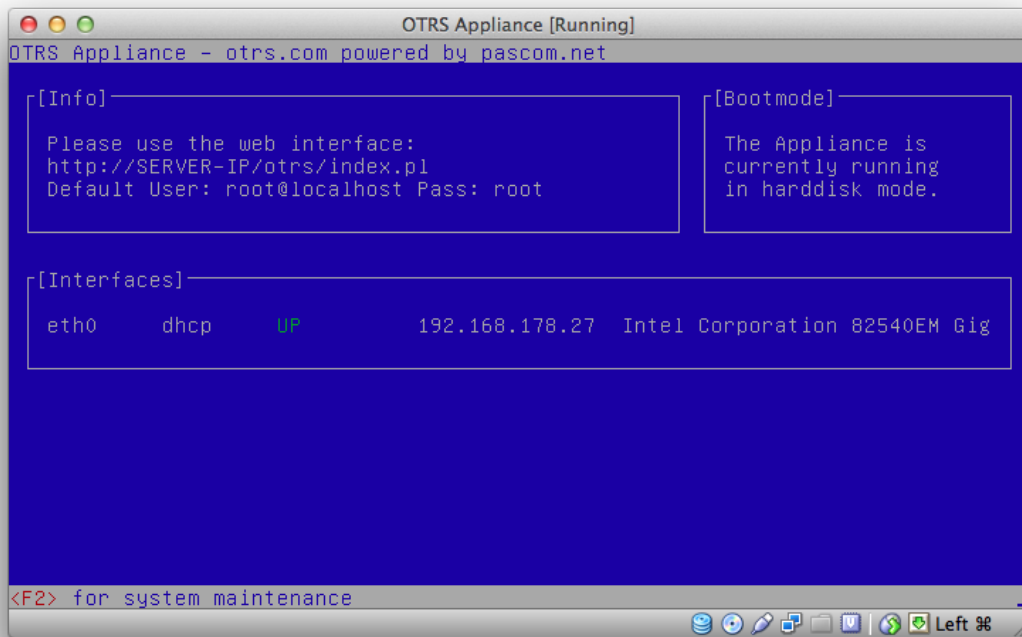 OTRS Appliance [Running]
OTRS Appliance - otrs.com powered by pascom.net
[Info]
Please use the web interface:
http://SERVER-IP/otrs/index.pl
Default User: root@localhost Pass: root
[Bootmode]
The Appliance is
currently running
in harddisk mode.
[Interfaces]
eth0 dhcp UP 192.168.178.27 Intel Corporation 82540EM Gig
<F2> for system maintenance
Left ⌘